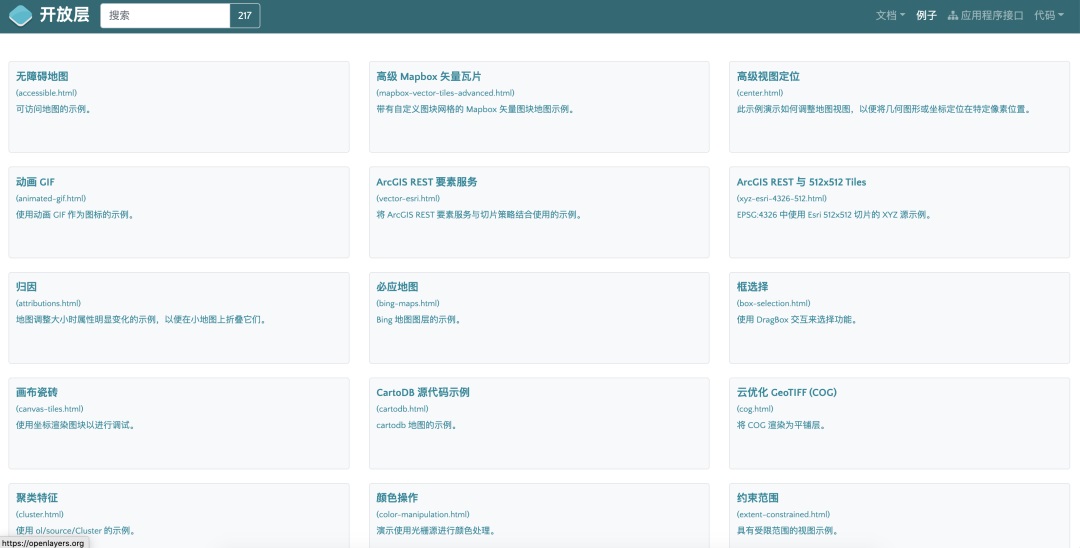 开放层
搜索
217
文档
例子
应用程序接口
代码
无障碍地图
(accessible.html)
可访问地图的示例。
高级 Mapbox 矢量瓦片
(mapbox-vector-tiles-advanced.html)
带有自定义图块网格的 Mapbox 矢量图块地图示例。
高级视图定位
(center.html)
此示例演示如何调整地图视图，以便将几何图形或坐标定位在特定像素位置。
动画 GIF
(animated-gif.html)
使用动画 GIF 作为图标的示例。
ArcGIS REST 要素服务
(vector-esri.html)
将 ArcGIS REST 要素服务与切片策略结合使用的示例。
ArcGIS REST 与 512x512 Tiles
(xyz-esri-4326-512.html)
EPSG:4326 中使用 Esri 512x512 切片的 XYZ 源示例。
归因
(attributions.html)
地图调整大小时属性明显变化的示例，以便在小地图上折叠它们。
必应地图
(bing-maps.html)
Bing 地图图层的示例。
框选择
(box-selection.html)
使用 DragBox 交互来选择功能。
画布瓷砖
(canvas-tiles.html)
使用坐标渲染图块以进行调试。
CartoDB 源代码示例
(cartodb.html)
cartodb 地图的示例。
云优化 GeoTIFF (COG)
(cog.html)
将 COG 渲染为平铺层。
聚类特征
(cluster.html)
使用 ol/source/Cluster 的示例。
颜色操作
(color-manipulation.html)
演示使用光栅源进行颜色处理。
约束范围
(extent-constrained.html)
具有受限范围的视图示例。
https://openlayers.org